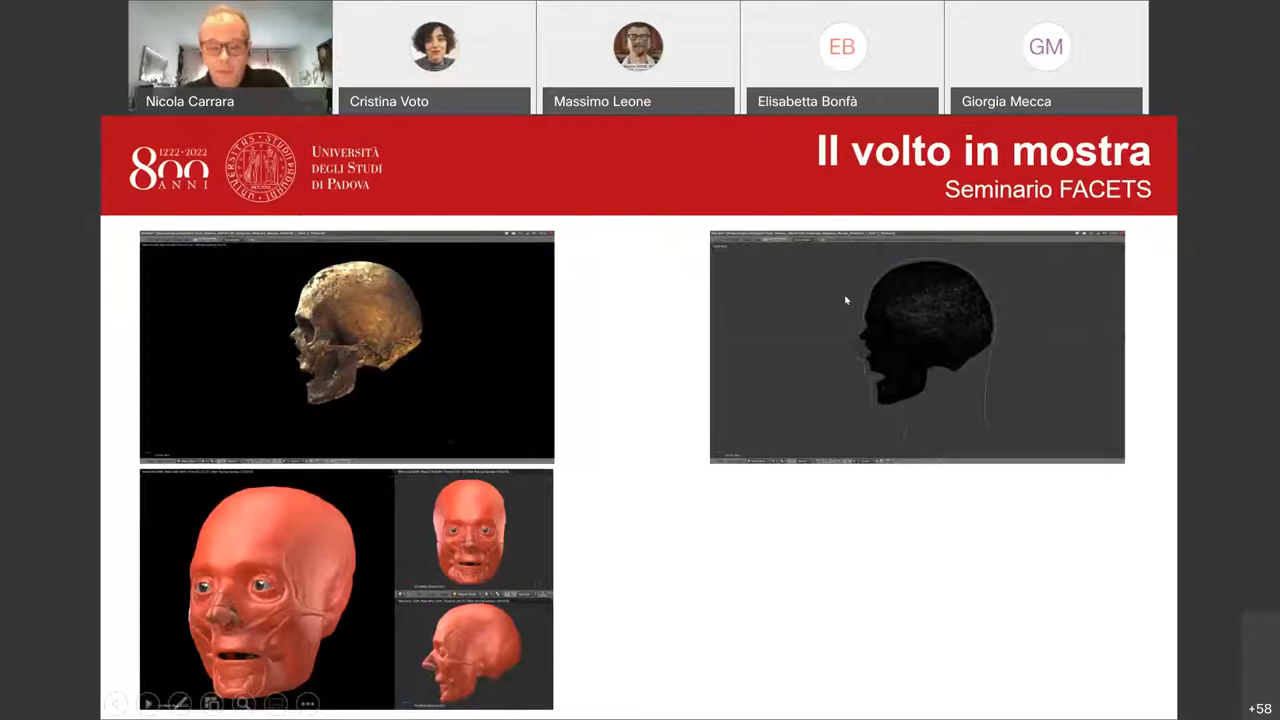 EB
GM
Nicola Carrara
Cristina Voto
Massimo Leone
Elisabetta Bonfà
Giorgia Mecca
1222·2022
800
ANNI
UNIVERSITÀ
DEGLI STUDI
DI PADOVA
Il volto in mostra
Seminario FACETS
+58